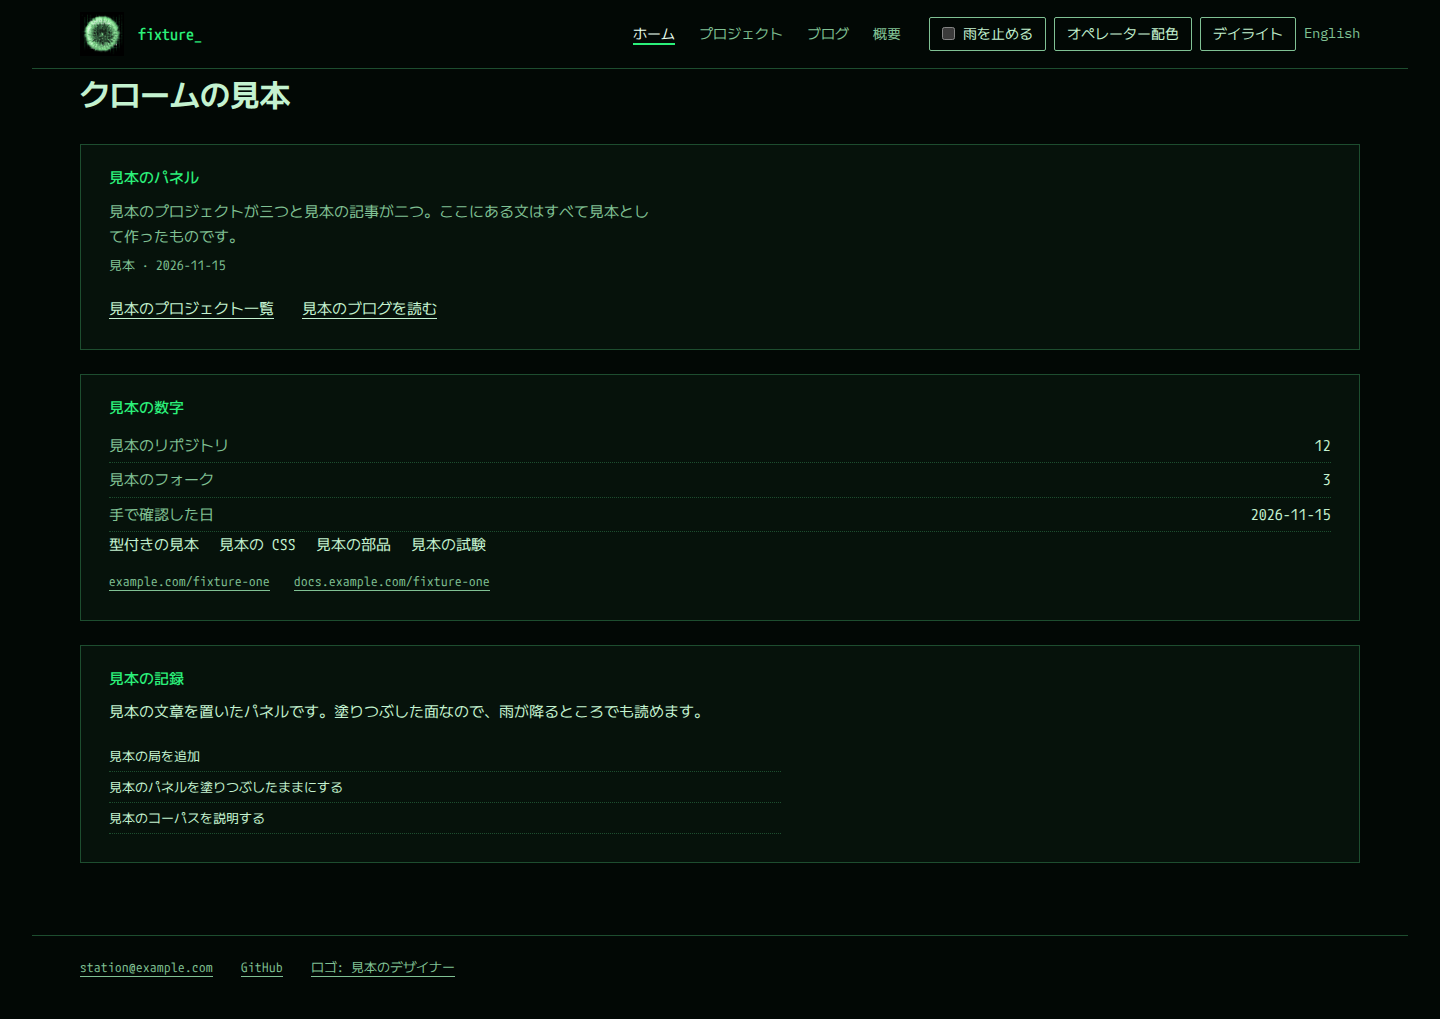 fixture_
ホーム プロジェクト ブログ 概要 雨を止める オペレーター配色 デイライト English
クロームの見本
見本のパネル
見本のプロジェクトが三つと見本の記事が二つ。ここにある文はすべて見本とし
て作ったものです。
見本 · 2026-11-15
見本のプロジェクト一覧 見本のブログを読む
見本の数字
見本のリポジトリ 12
見本のフォーク 3
手で確認した日 2026-11-15
型付きの見本 見本の CSS 見本の部品 見本の試験
example.com/fixture-one docs.example.com/fixture-one
見本の記録
見本の文章を置いたパネルです。塗りつぶした面なので、雨が降るところでも読めます。
見本の局を追加
見本のパネルを塗りつぶしたままにする
見本のコーパスを説明する
station@example.com GitHub ロゴ: 見本のデザイナー